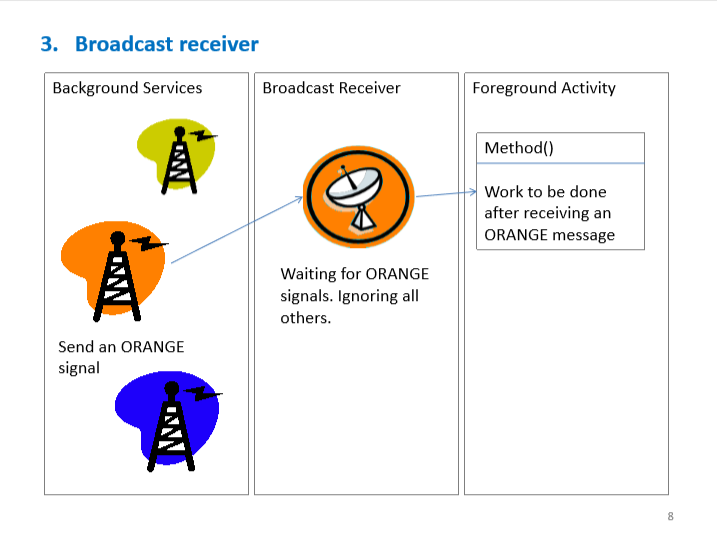 3. Broadcast receiver
Background Services
Send an ORANGE
signal
Broadcast Receiver
Waiting for ORANGE
signals. Ignoring all
others.
Foreground Activity
Method()
Work to be done
after receiving an
ORANGE message
8